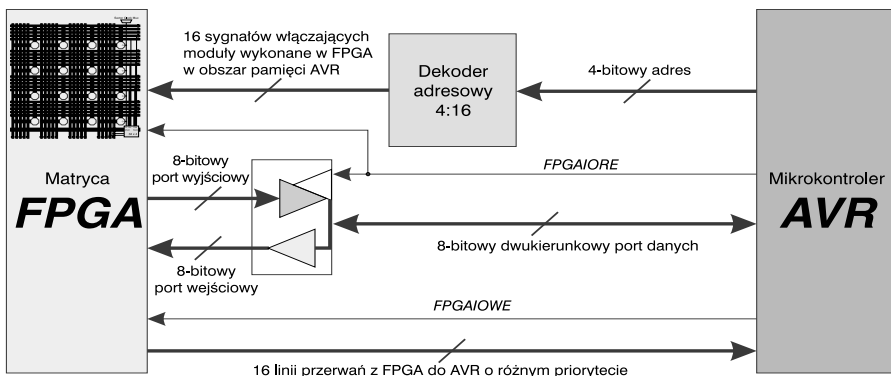 16 sygnałów włączających
moduły wykonane w FPGA
w obszar pamięci AVR
Dekoder
adresowy
4:16
4-bitowy adres
FPGAIORE
8-bitowy
port wyjściowy
Matryca
FPGA
Mikrokontroler
AVR
8-bitowy dwukierunkowy port danych
8-bitowy
port wejściowy
FPGAIOWE
16 linii przerwań z FPGA do AVR o różnym priorytecie